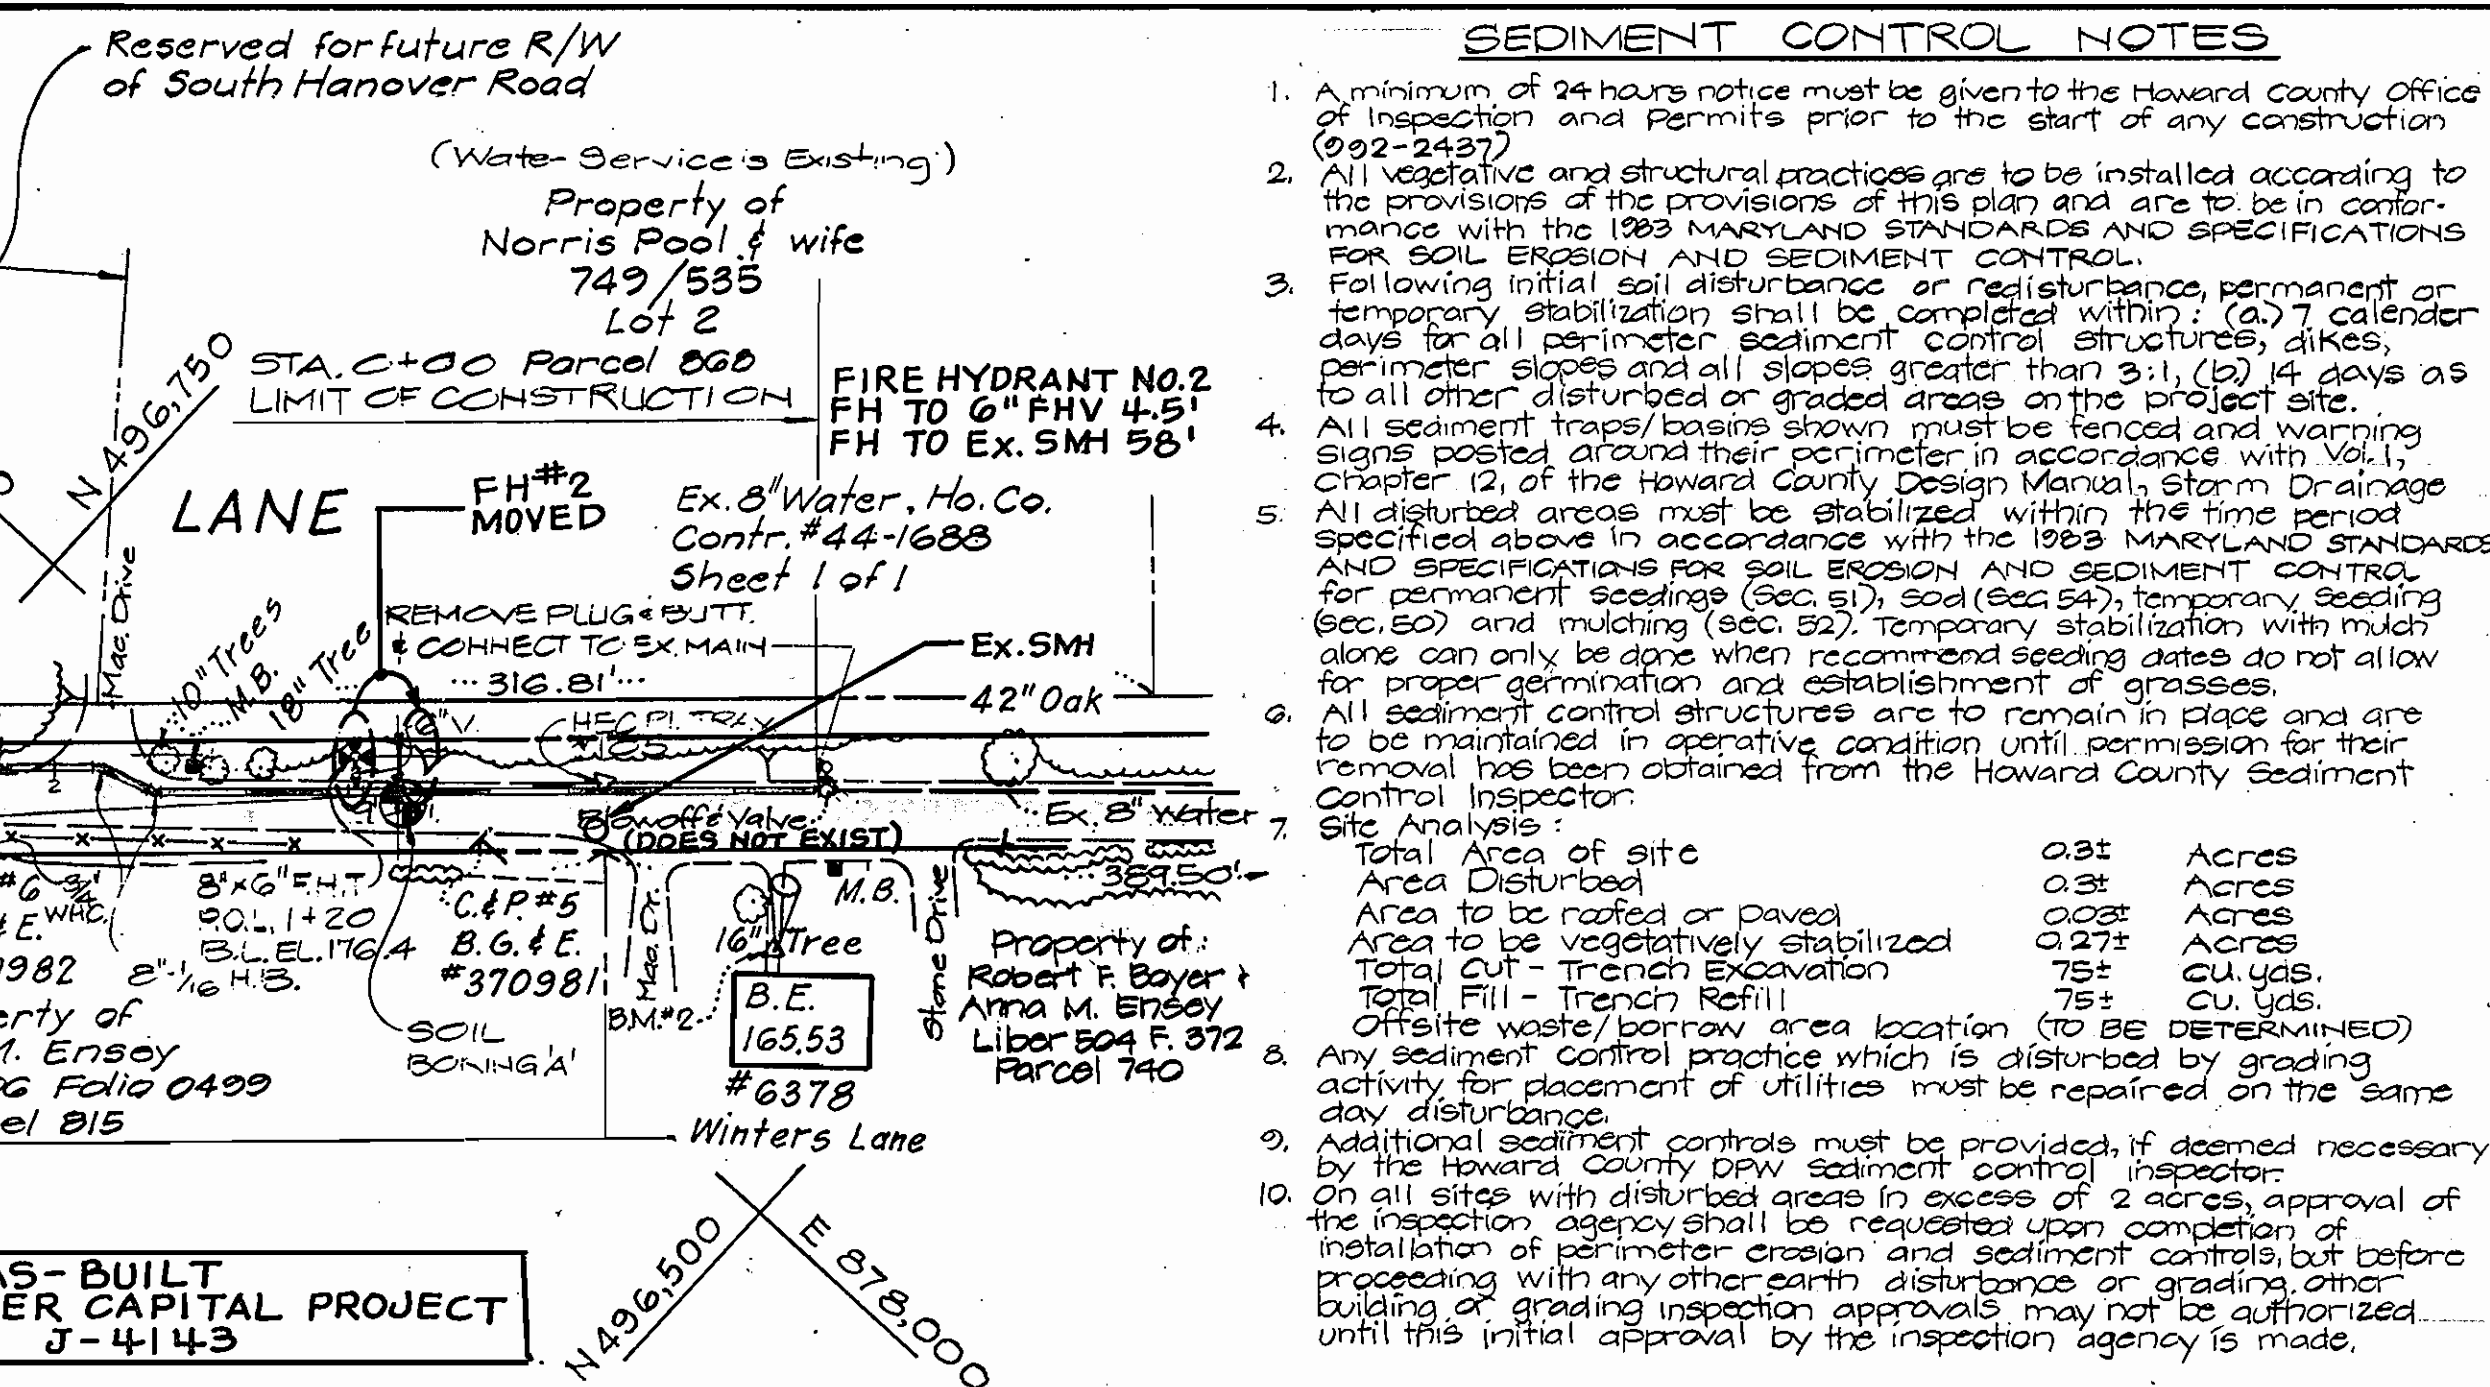 Reserved for future R/W
of South Hanover Road
(Wate- Service is Existing)
Property of
Norris Pool & wife
749/535
Lot 2
STA. C+00 Parcel 868
LIMIT OF CONSTRUCTION
N 496,750
FIRE HYDRANT NO.2
FH TO 6" FHV 4.5'
FH TO Ex. SMH 58'
LANE
FH#2
MOVED
Ex. 8" Water, Ho. Co.
Contr. #44-1688
Sheet 1 of 1
Mac. Drive
10" Trees
M.B.
18" Tree
REMOVE PLUG & BUTT.
& CONNECT TO EX. MAIN
316.81'
Ex. SMH
42" Oak
Blowoff & Valve
(DOES NOT EXIST)
Ex. 8" Water
389.50'
#6
3/4"
WHC.
E.
982
8"x6" F.H.T
P.O.L. 1+20
B.L. EL. 176.4
8"-1/16 H.B.
C.& P. #5
B.G. & E.
#370981
SOIL
BORING 'A'
Mac. Dr.
B.M.#2
16" Tree
M.B.
Stone Drive
B.E.
165.53
#6378
Winters Lane
Property of:
Robert F. Boyer &
Anna M. Ensey
Liber 504 F. 372
Parcel 740
erty of
M. Ensey
06 Folio 0499
el 815
N 496,500
E 878,000
AS-BUILT
ER CAPITAL PROJECT
J-4143
SEDIMENT CONTROL NOTES
1. A minimum of 24 hours notice must be given to the Howard County Office
of Inspection and Permits prior to the start of any construction
(992-2437)
2. All vegetative and structural practices are to be installed according to
the provisions of the provisions of this plan and are to be in confor-
mance with the 1983 MARYLAND STANDARDS AND SPECIFICATIONS
FOR SOIL EROSION AND SEDIMENT CONTROL.
3. Following initial soil disturbance or redisturbance, permanent or
temporary stabilization shall be completed within: (a.) 7 calender
days for all perimeter sediment control structures, dikes,
perimeter slopes and all slopes greater than 3:1, (b.) 14 days as
to all other disturbed or graded areas on the project site.
4. All sediment traps/basins shown must be fenced and warning
signs posted around their perimeter in accordance with Vol. 1,
Chapter 12, of the Howard County Design Manual, Storm Drainage
5. All disturbed areas must be stabilized within the time period
specified above in accordance with the 1983 MARYLAND STANDARDS
AND SPECIFICATIONS FOR SOIL EROSION AND SEDIMENT CONTROL
for permanent seedings (Sec. 51), sod (Sec 54), temporary seeding
(sec. 50) and mulching (sec. 52). Temporary stabilization with mulch
alone can only be done when recommend seeding dates do not allow
for proper germination and establishment of grasses.
6. All sediment control structures are to remain in place and are
to be maintained in operative condition until permission for their
removal has been obtained from the Howard County Sediment
Control Inspector.
7. Site Analysis:
Total Area of site 0.3± Acres
Area Disturbed 0.3± Acres
Area to be roofed or paved 0.03± Acres
Area to be vegetatively stabilized 0.27± Acres
Total Cut - Trench Excavation 75± cu. yds.
Total Fill - Trench Refill 75± cu. yds.
Offsite waste/borrow area location (TO BE DETERMINED)
8. Any sediment control practice which is disturbed by grading
activity for placement of utilities must be repaired on the same
day disturbance.
9. Additional sediment controls must be provided, if deemed necessary
by the Howard County DPW sediment control inspector.
10. On all sites with disturbed areas in excess of 2 acres, approval of
the inspection agency shall be requested upon completion of
installation of perimeter erosion and sediment controls, but before
proceeding with any other earth disturbance or grading. other
building or grading inspection approvals may not be authorized
until this initial approval by the inspection agency is made.